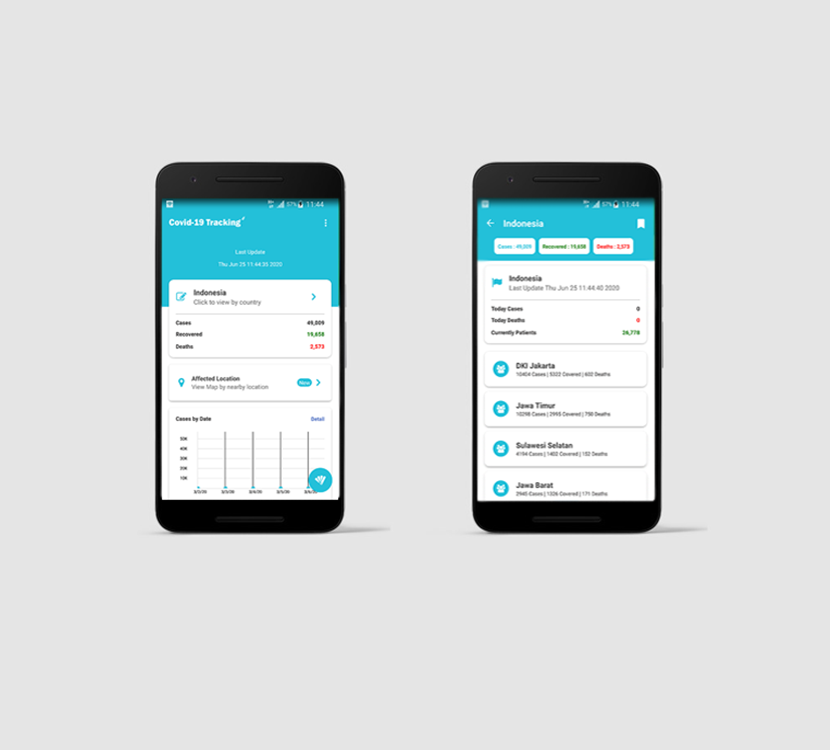 57% 11:44
Covid-19 Tracking
Last Update
Thu Jun 25 11:44:35 2020
Indonesia
Click to view by country
Cases 49,009
Recovered 19,658
Deaths 2,573
Affected Location
View Map by nearby location
New
Cases by Date Detail
50K
40K
30K
20K
10K
3/2/20 3/3/20 3/4/20 3/5/20 3/6/
57% 11:44
Indonesia
Cases : 49,009 Recovered : 19,658 Deaths : 2,573
Indonesia
Last Update Thu Jun 25 11:44:40 2020
Today Cases 0
Today Deaths 0
Currently Patients 26,778
DKI Jakarta
10404 Cases | 5322 Covered | 602 Deaths
Jawa Timur
10298 Cases | 2995 Covered | 750 Deaths
Sulawesi Selatan
4194 Cases | 1402 Covered | 152 Deaths
Jawa Barat
2945 Cases | 1326 Covered | 171 Deaths